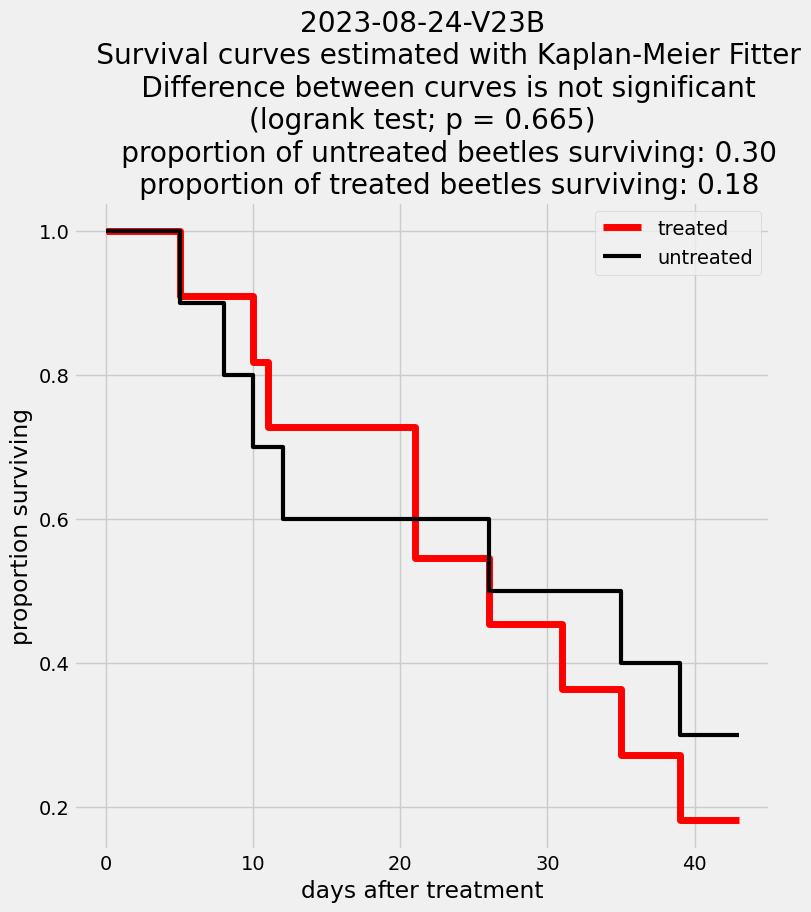 2023-08-24-V23B
Survival curves estimated with Kaplan-Meier Fitter
Difference between curves is not significant
(logrank test; p = 0.665)
proportion of untreated beetles surviving: 0.30
proportion of treated beetles surviving: 0.18
treated
untreated
1.0
0.8
0.6
0.4
0.2
proportion surviving
0
10
20
30
40
days after treatment